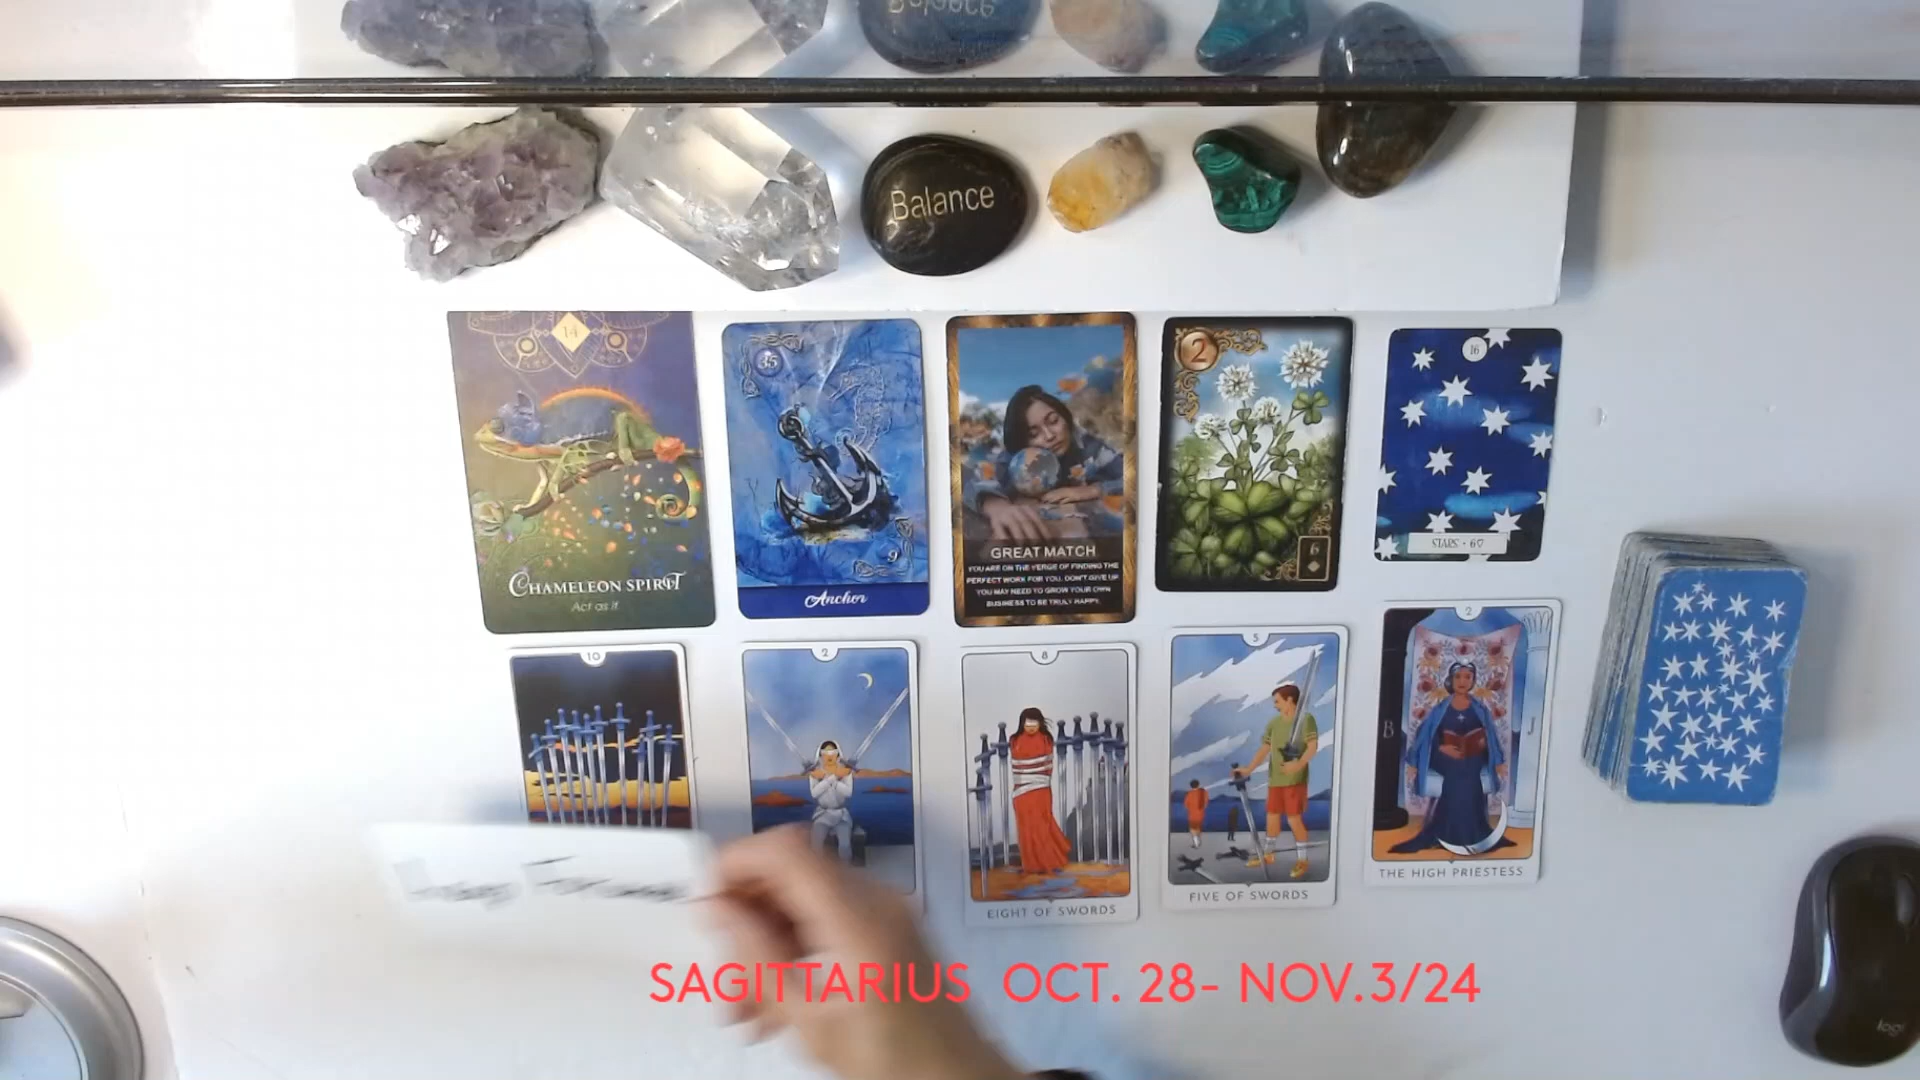 Balance
14
35
2
16
CHAMELEON SPIRIT
Act as if
Anchor
9
GREAT MATCH
YOU ARE ON THE VERGE OF FINDING THE
PERFECT WORK FOR YOU. DON'T GIVE UP.
YOU MAY NEED TO GROW YOUR OWN
BUSINESS TO BE TRULY HAPPY.
6
STARS • 6♡
10
2
8
5
2
B
J
EIGHT OF SWORDS
FIVE OF SWORDS
THE HIGH PRIESTESS
SAGITTARIUS OCT. 28- NOV.3/24
logi